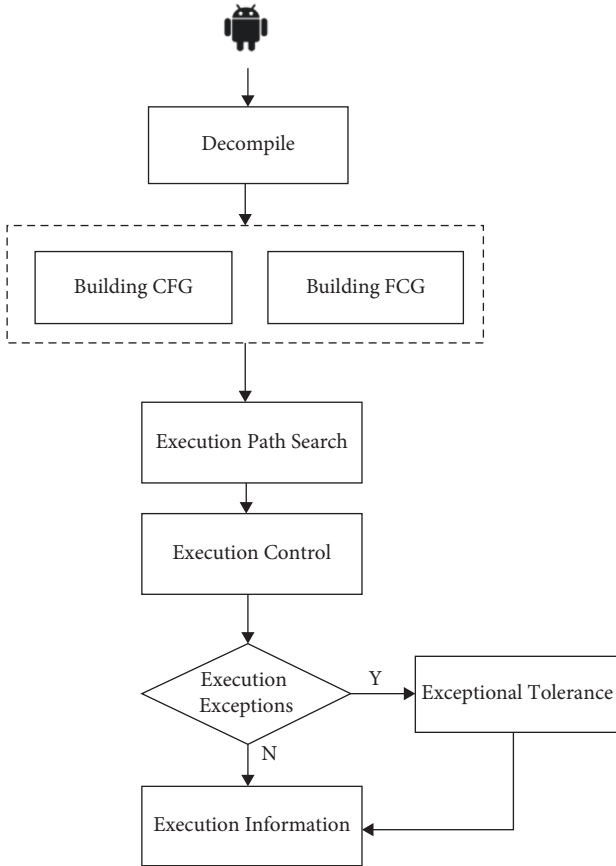 Decompile
Building CFG
Building FCG
Execution Path Search
Execution Control
Execution
Exceptions
Y
Exceptional Tolerance
N
Execution Information